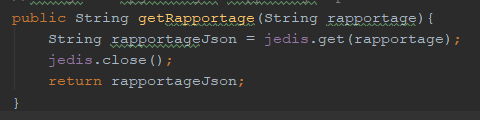 public String getRapportage(String rapportage){
String rapportageJson = jedis.get(rapportage);
jedis.close();
return rapportageJson;
}